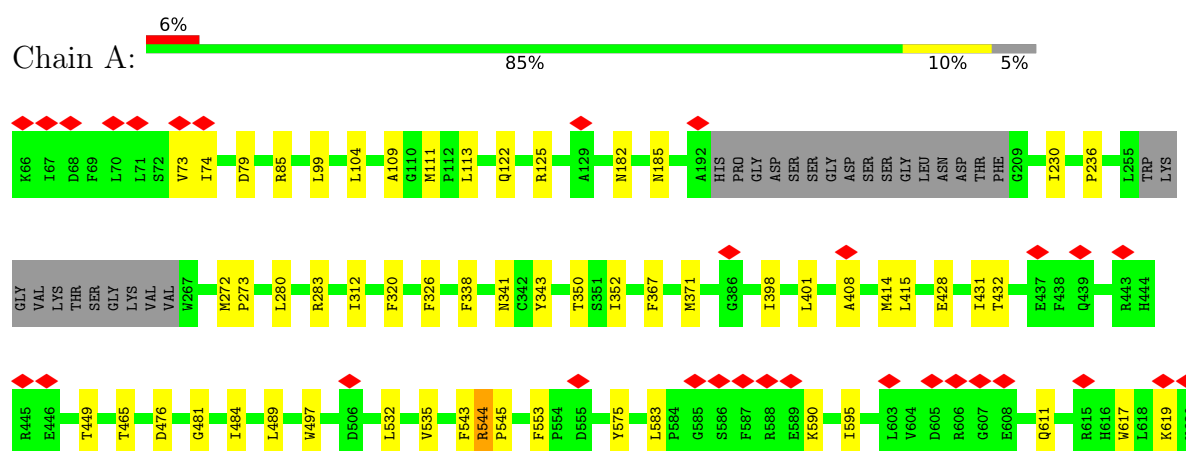 6%
Chain A:
85% 10% 5%
K66 I67 D68 F69 L70 L71 S72 V73 I74 D79 R85 L99 L104 A109 G110 M111 P112 L113 Q122 R125 A129 N182 N185 A192 HIS PRO GLY ASP SER SER GLY ASP SER SER GLY LEU ASN ASP THR PHE G209 I230 P236 L255 TRP LYS
GLY VAL LYS THR SER GLY LYS VAL VAL W267 M272 P273 L280 R283 I312 F320 F326 F338 N341 C342 Y343 T350 S351 I352 F367 M371 G386 I398 L401 A408 M414 L415 E428 I431 T432 E437 F438 Q439 R443 H444
R445 E446 T449 T465 D476 G481 I484 L489 W497 D506 L532 V535 F543 R544 P545 F553 P554 D555 Y575 L583 P584 G585 S586 F587 R588 E589 K590 I595 L603 V604 D605 R606 G607 E608 Q611 R615 H616 W617 L618 K619